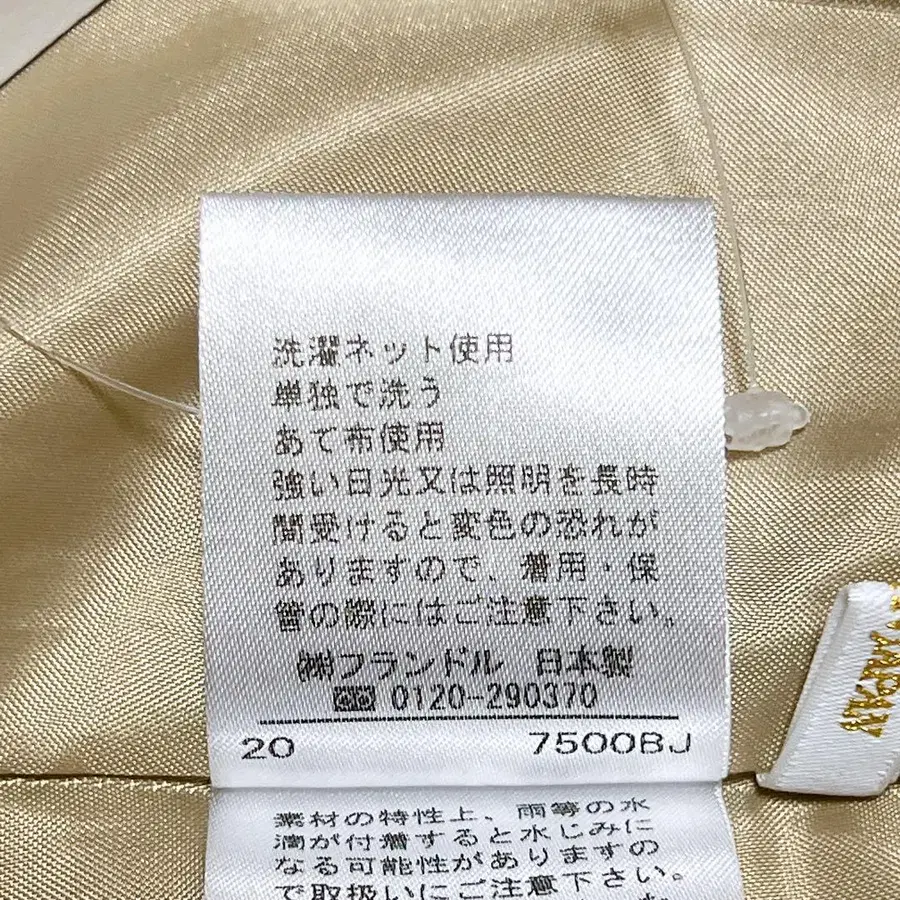 洗濯ネット使用
単独で洗う
あて布使用
強い日光又は照明を長時
間受けると変色の恐れが
ありますので、着用・保
管の際にはご注意下さい。
㈱フランドル 日本製
0120-290370
20 7500BJ
素材の特性上、雨等の水
滴が付着すると水じみに
なる可能性がありますの
で取扱いにご注意下さい。
JAPAN